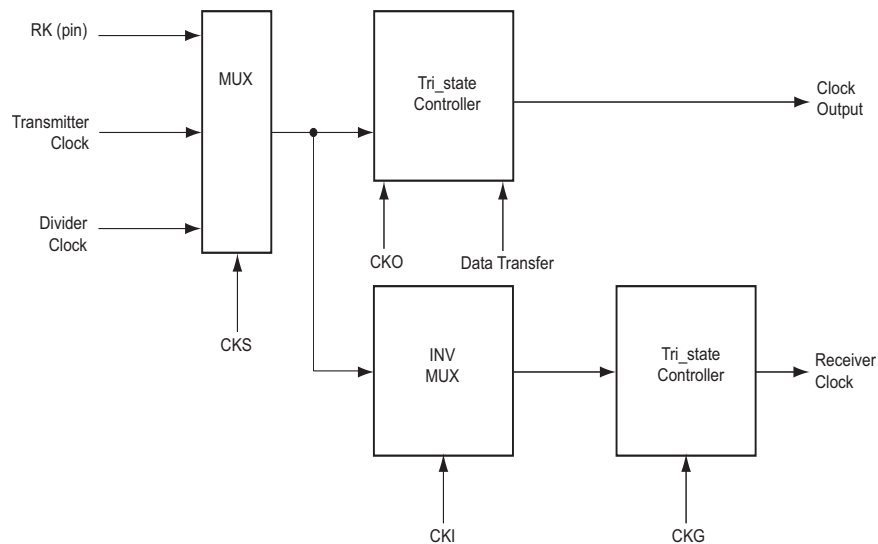 RK (pin)
MUX
Tri_state
Controller
Clock
Output
Transmitter
Clock
Divider
Clock
CKO
Data Transfer
CKS
INV
MUX
Tri_state
Controller
Receiver
Clock
CKI
CKG